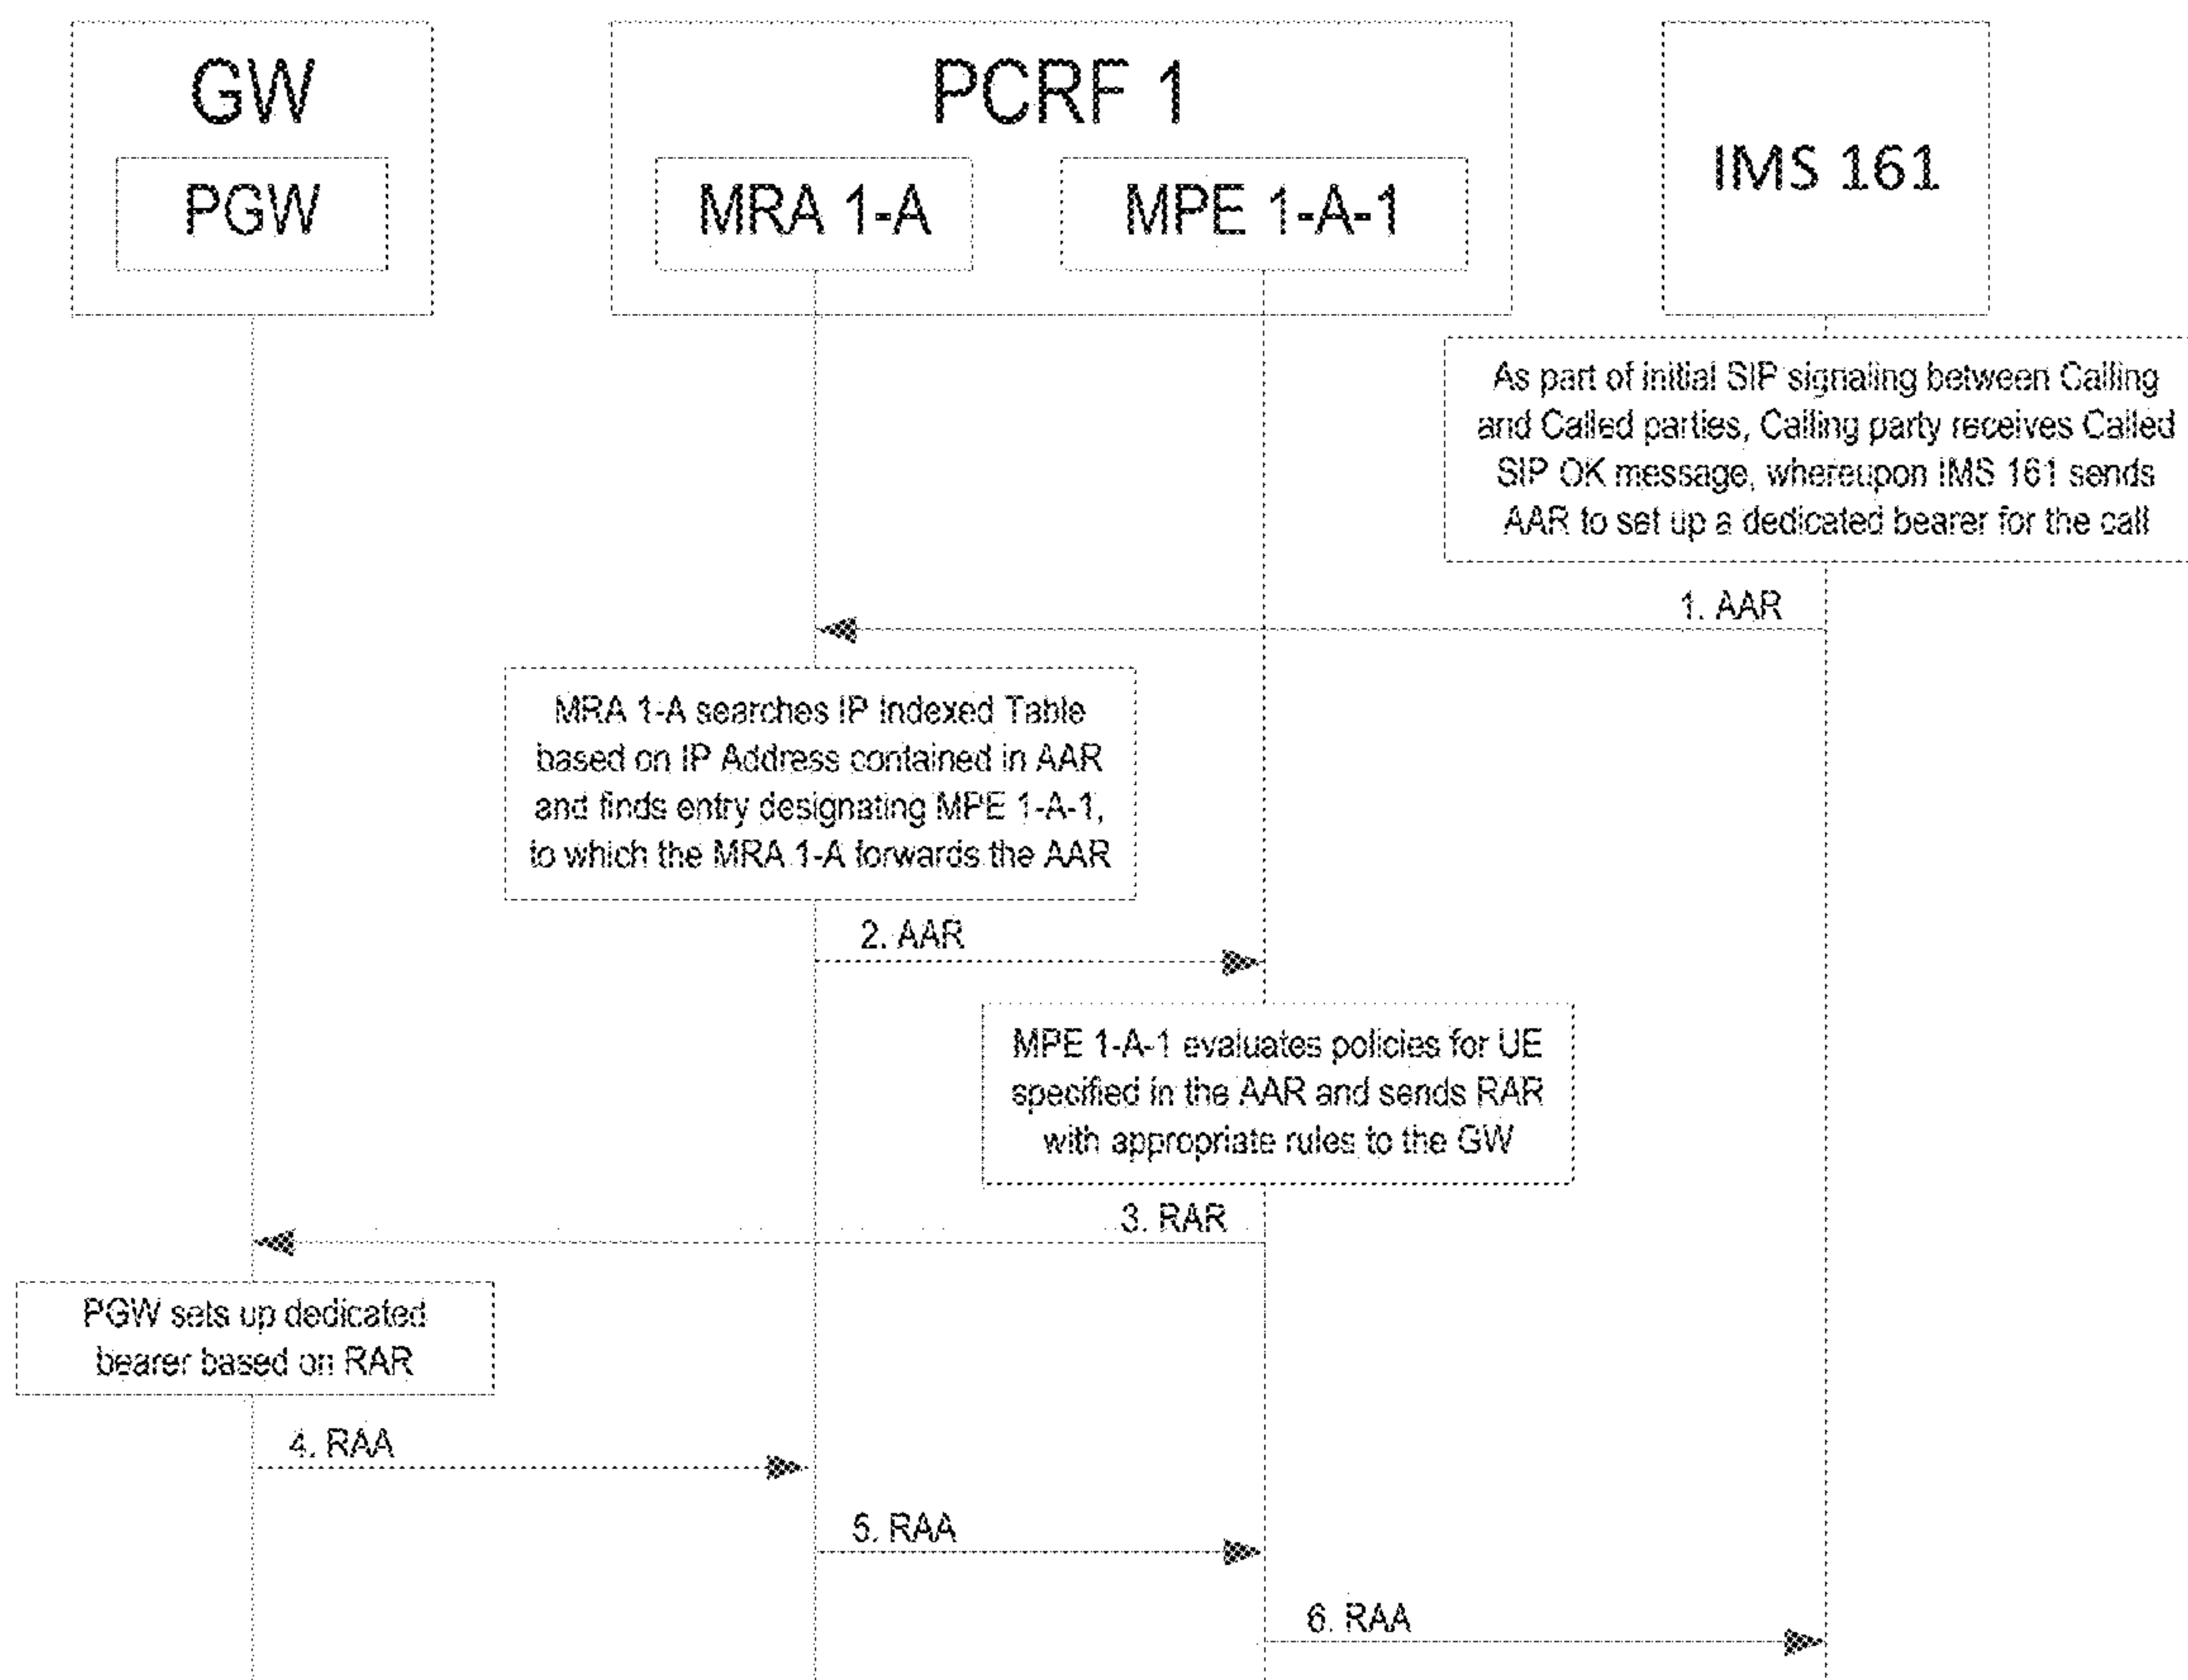 GW
PGW
PCRF 1
MRA 1-A
MPE 1-A-1
IMS 161
As part of initial SIP signaling between Calling
and Called parties, Calling party receives Called
SIP OK message, whereupon IMS 161 sends
AAR to set up a dedicated bearer for the call
1. AAR
MRA 1-A searches IP Indexed Table
based on IP Address contained in AAR
and finds entry designating MPE 1-A-1,
to which the MRA 1-A forwards the AAR
2. AAR
MPE 1-A-1 evaluates policies for UE
specified in the AAR and sends RAR
with appropriate rules to the GW
3. RAR
PGW sets up dedicated
bearer based on RAR
4. RAA
5. RAA
6. RAA